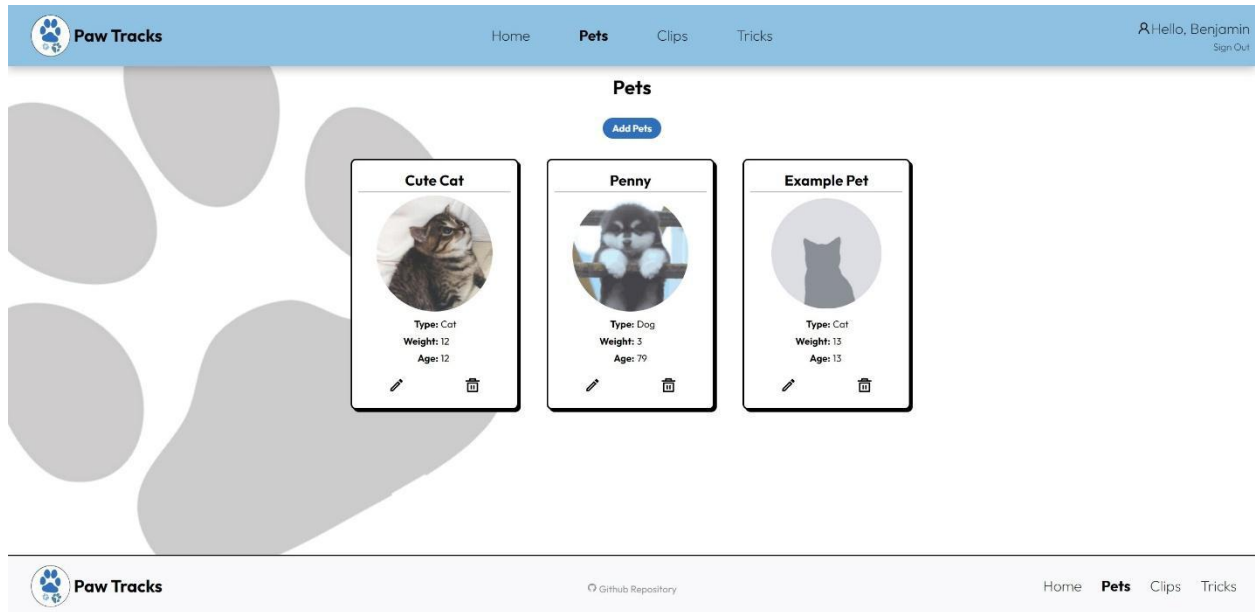 Paw Tracks
Home Pets Clips Tricks
Hello, Benjamin
Sign Out
Pets
Add Pets
Cute Cat
Type: Cat
Weight: 12
Age: 12
Penny
Type: Dog
Weight: 3
Age: 79
Example Pet
Type: Cat
Weight: 13
Age: 13
Paw Tracks
Github Repository
Home Pets Clips Tricks